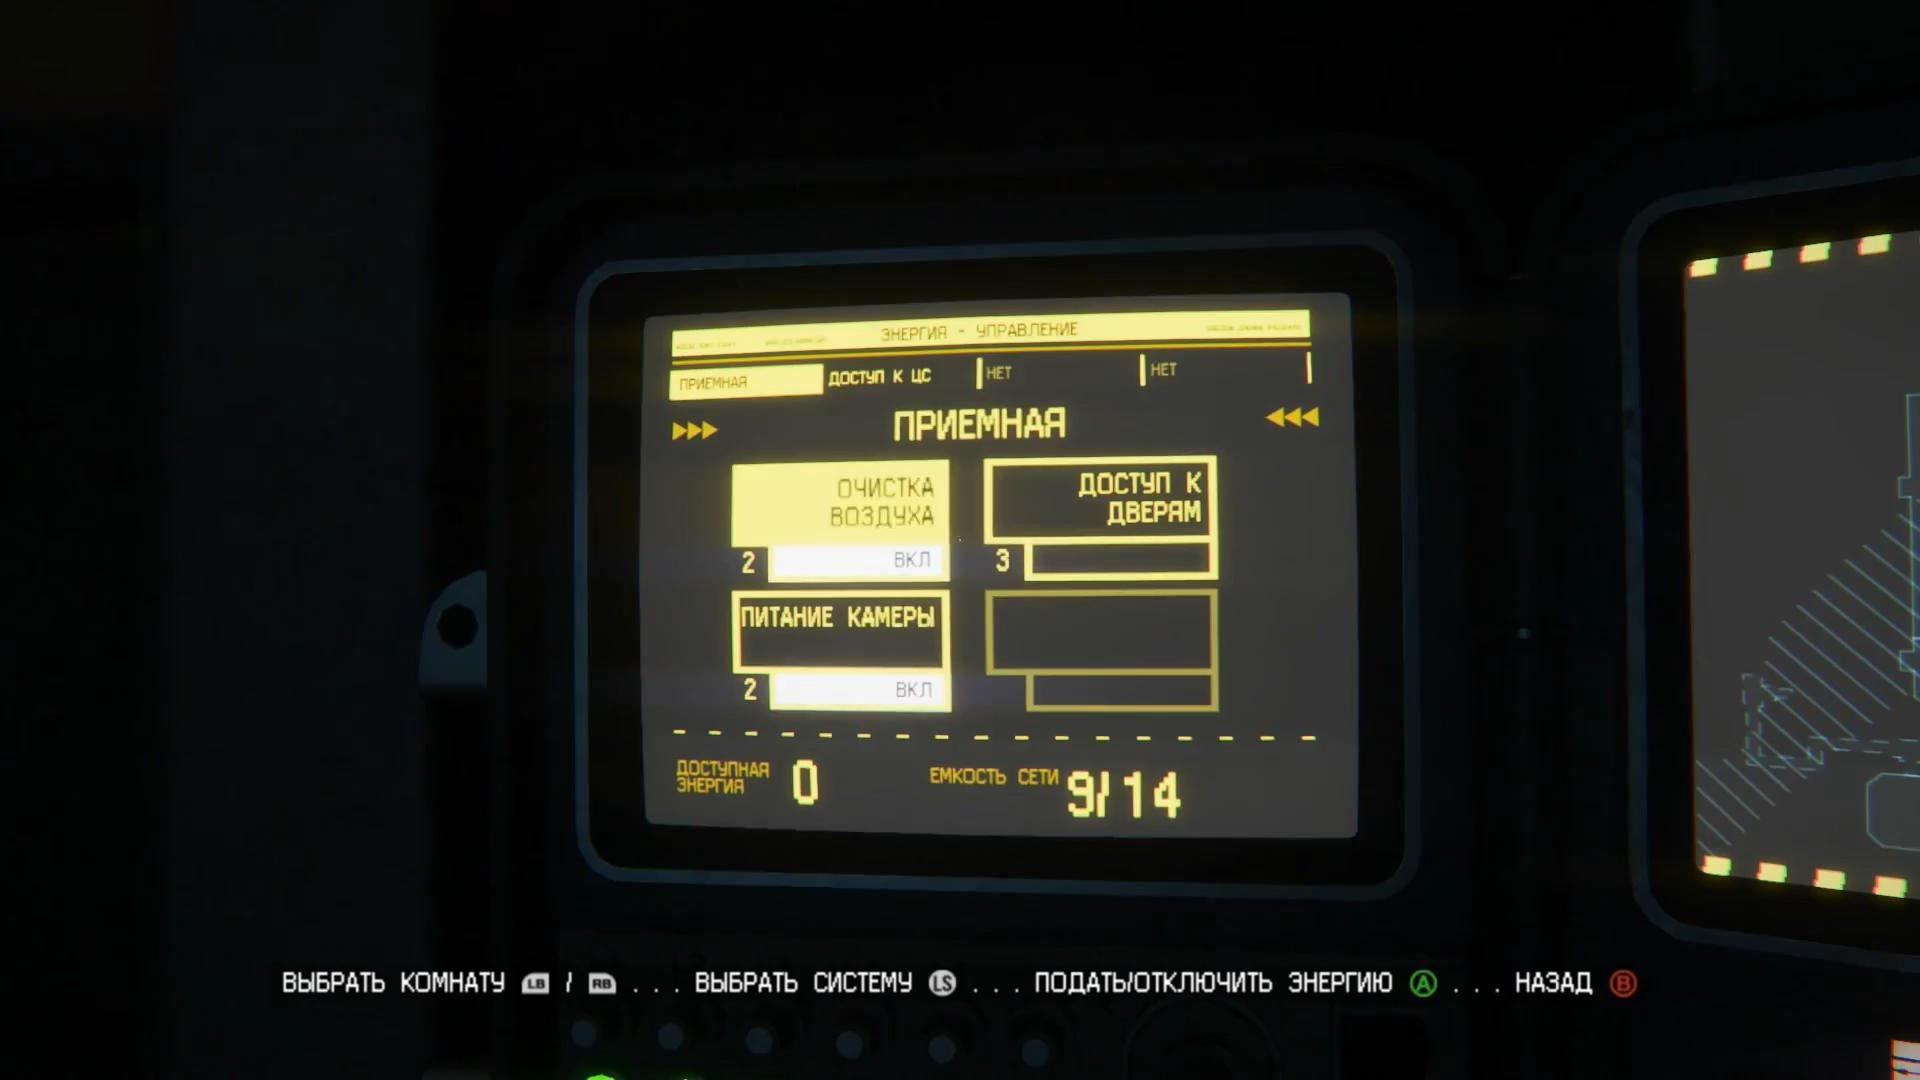 ЭНЕРГИЯ - УПРАВЛЕНИЕ
ПРИЕМНАЯ ДОСТУП К ЦС НЕТ НЕТ
ПРИЕМНАЯ
ОЧИСТКА
ВОЗДУХА
2 ВКЛ
ДОСТУП К
ДВЕРЯМ
3
ПИТАНИЕ КАМЕРЫ
2 ВКЛ
ДОСТУПНАЯ
ЭНЕРГИЯ 0
ЕМКОСТЬ СЕТИ 9/14
ВЫБРАТЬ КОМНАТУ LB / RB ... ВЫБРАТЬ СИСТЕМУ LS ... ПОДАТЬ/ОТКЛЮЧИТЬ ЭНЕРГИЮ A ... НАЗАД B